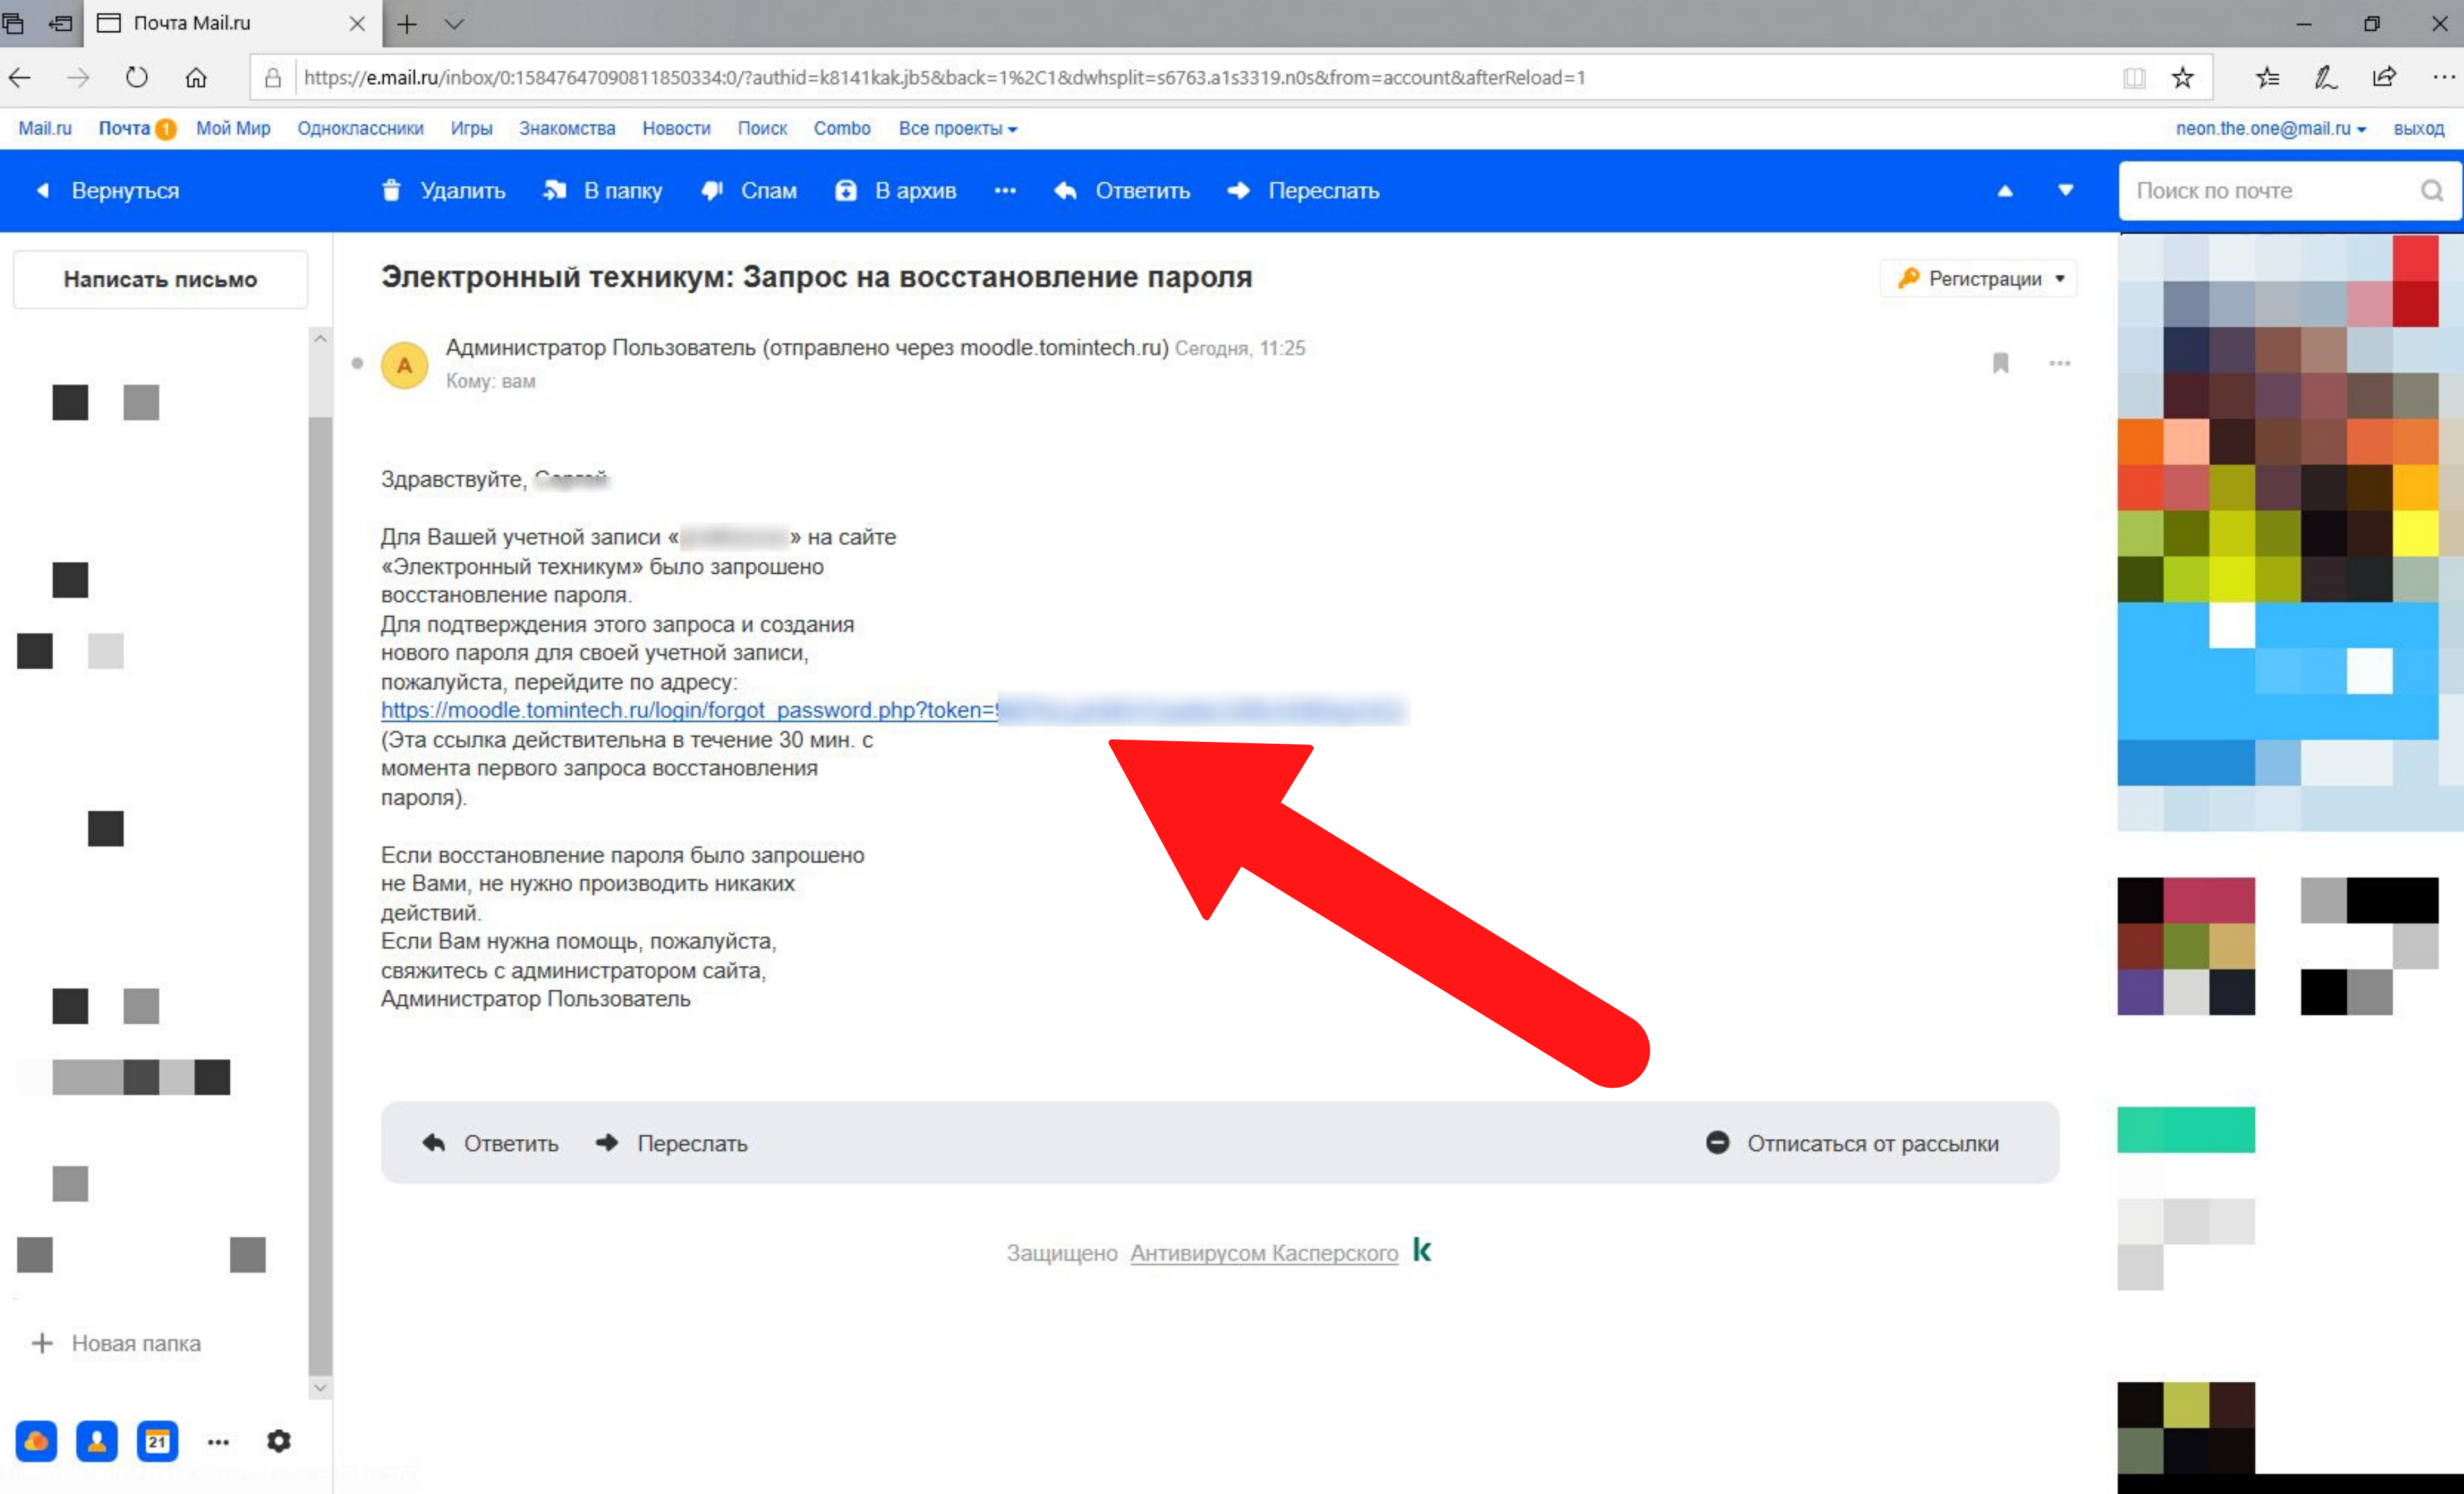 Почта Mail.ru
https://e.mail.ru/inbox/0:15847647090811850334:0/?authid=k8141kak.jb5&back=1%2C1&dwhsplit=s6763.a1s3319.n0s&from=account&afterReload=1
Mail.ru Почта 1 Мой Мир Одноклассники Игры Знакомства Новости Поиск Combo Все проекты neon.the.one@mail.ru выход
Вернуться Удалить В папку Спам В архив ••• Ответить Переслать Поиск по почте
Написать письмо
Электронный техникум: Запрос на восстановление пароля
Регистрации
А
Администратор Пользователь (отправлено через moodle.tomintech.ru) Сегодня, 11:25
Кому: вам
Здравствуйте,
Для Вашей учетной записи « » на сайте
«Электронный техникум» было запрошено
восстановление пароля.
Для подтверждения этого запроса и создания
нового пароля для своей учетной записи,
пожалуйста, перейдите по адресу:
https://moodle.tomintech.ru/login/forgot_password.php?token=
(Эта ссылка действительна в течение 30 мин. с
момента первого запроса восстановления
пароля).
Если восстановление пароля было запрошено
не Вами, не нужно производить никаких
действий.
Если Вам нужна помощь, пожалуйста,
свяжитесь с администратором сайта,
Администратор Пользователь
Ответить Переслать Отписаться от рассылки
Защищено Антивирусом Касперского k
Новая папка
21